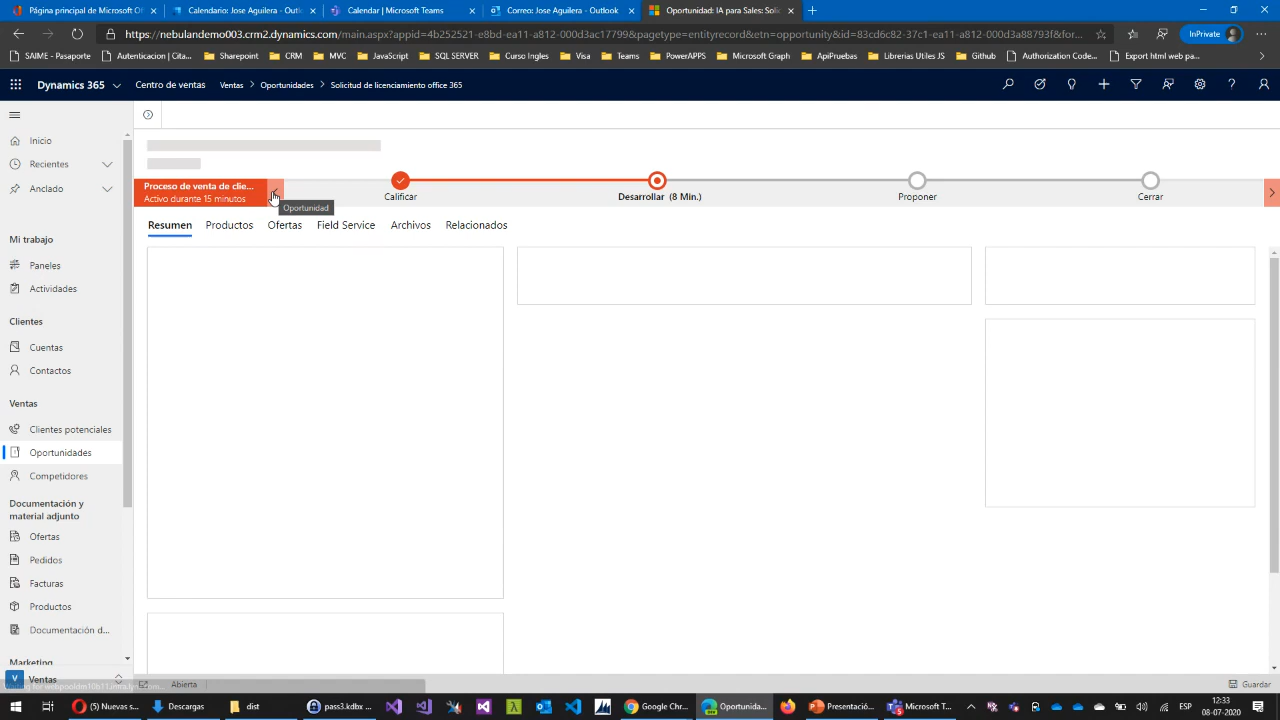 Página principal de Microsoft Of
Calendario: Jose Aguilera - Outlo
Calendar | Microsoft Teams
Correo: Jose Aguilera - Outlook
Oportunidad: IA para Sales: Solic
https://nebulandemo003.crm2.dynamics.com/main.aspx?appid=4b252521-e8bd-ea11-a812-000d3ac17799&pagetype=entityrecord&etn=opportunity&id=83cd6c82-37c1-ea11-a812-000d3a88793f&for...
InPrivate
SAIME - Pasaporte
Autenticacion | Cita...
Sharepoint
CRM
MVC
JavaScript
SQL SERVER
Curso Ingles
Visa
Teams
PowerAPPS
Microsoft Graph
ApiPruebas
Librerias Utiles JS
Github
Authorization Code...
Export html web pa...
Dynamics 365
Centro de ventas
Ventas
Oportunidades
Solicitud de licenciamiento office 365
Inicio
Recientes
Anclado
Mi trabajo
Paneles
Actividades
Clientes
Cuentas
Contactos
Ventas
Clientes potenciales
Oportunidades
Competidores
Documentación y
material adjunto
Ofertas
Pedidos
Facturas
Productos
Documentación d...
Marketing
V Ventas
Proceso de venta de clie...
Activo durante 15 minutos
Oportunidad
Calificar
Desarrollar (8 Min.)
Proponer
Cerrar
Resumen
Productos
Ofertas
Field Service
Archivos
Relacionados
Abierta
Guardar
(5) Nuevas s...
Descargas
dist
pass3.kdbx ...
Google Chr...
Oportunida...
Presentació...
Microsoft T...
ESP
12:33
08-07-2020